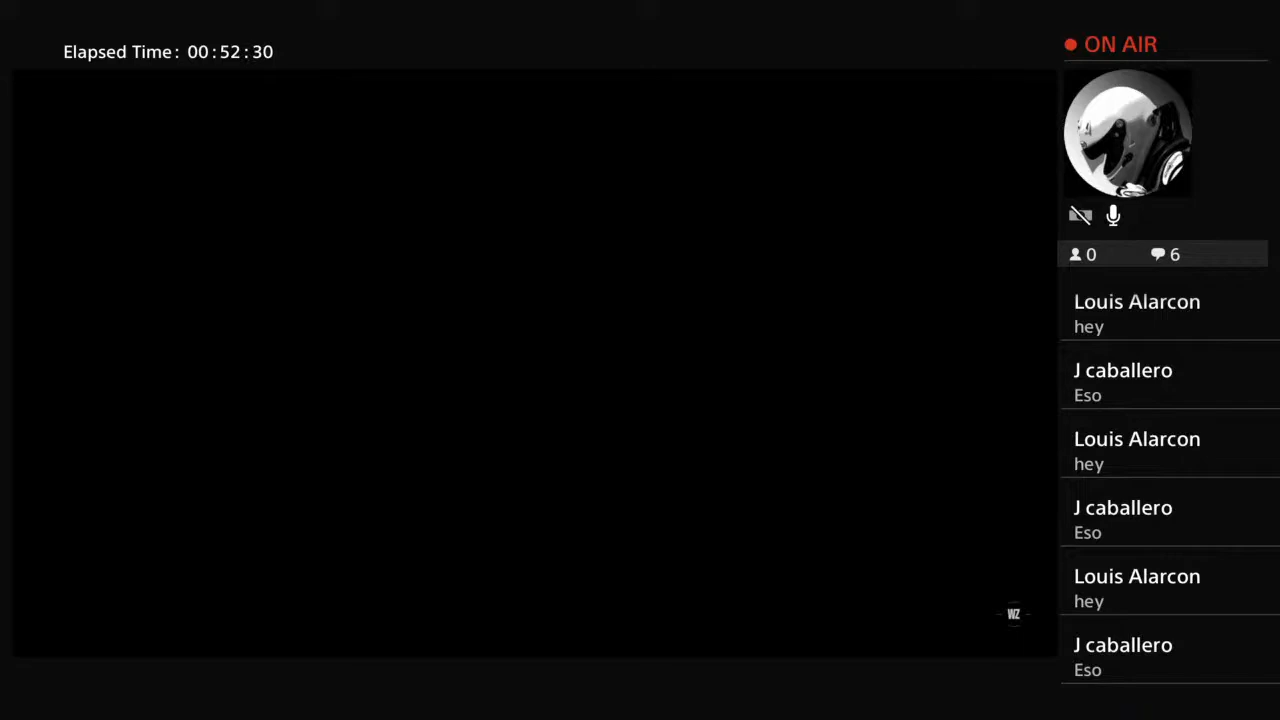 Elapsed Time: 00:52:30
ON AIR
0 6
Louis Alarcon
hey
J caballero
Eso
Louis Alarcon
hey
J caballero
Eso
Louis Alarcon
hey
J caballero
Eso
WZ